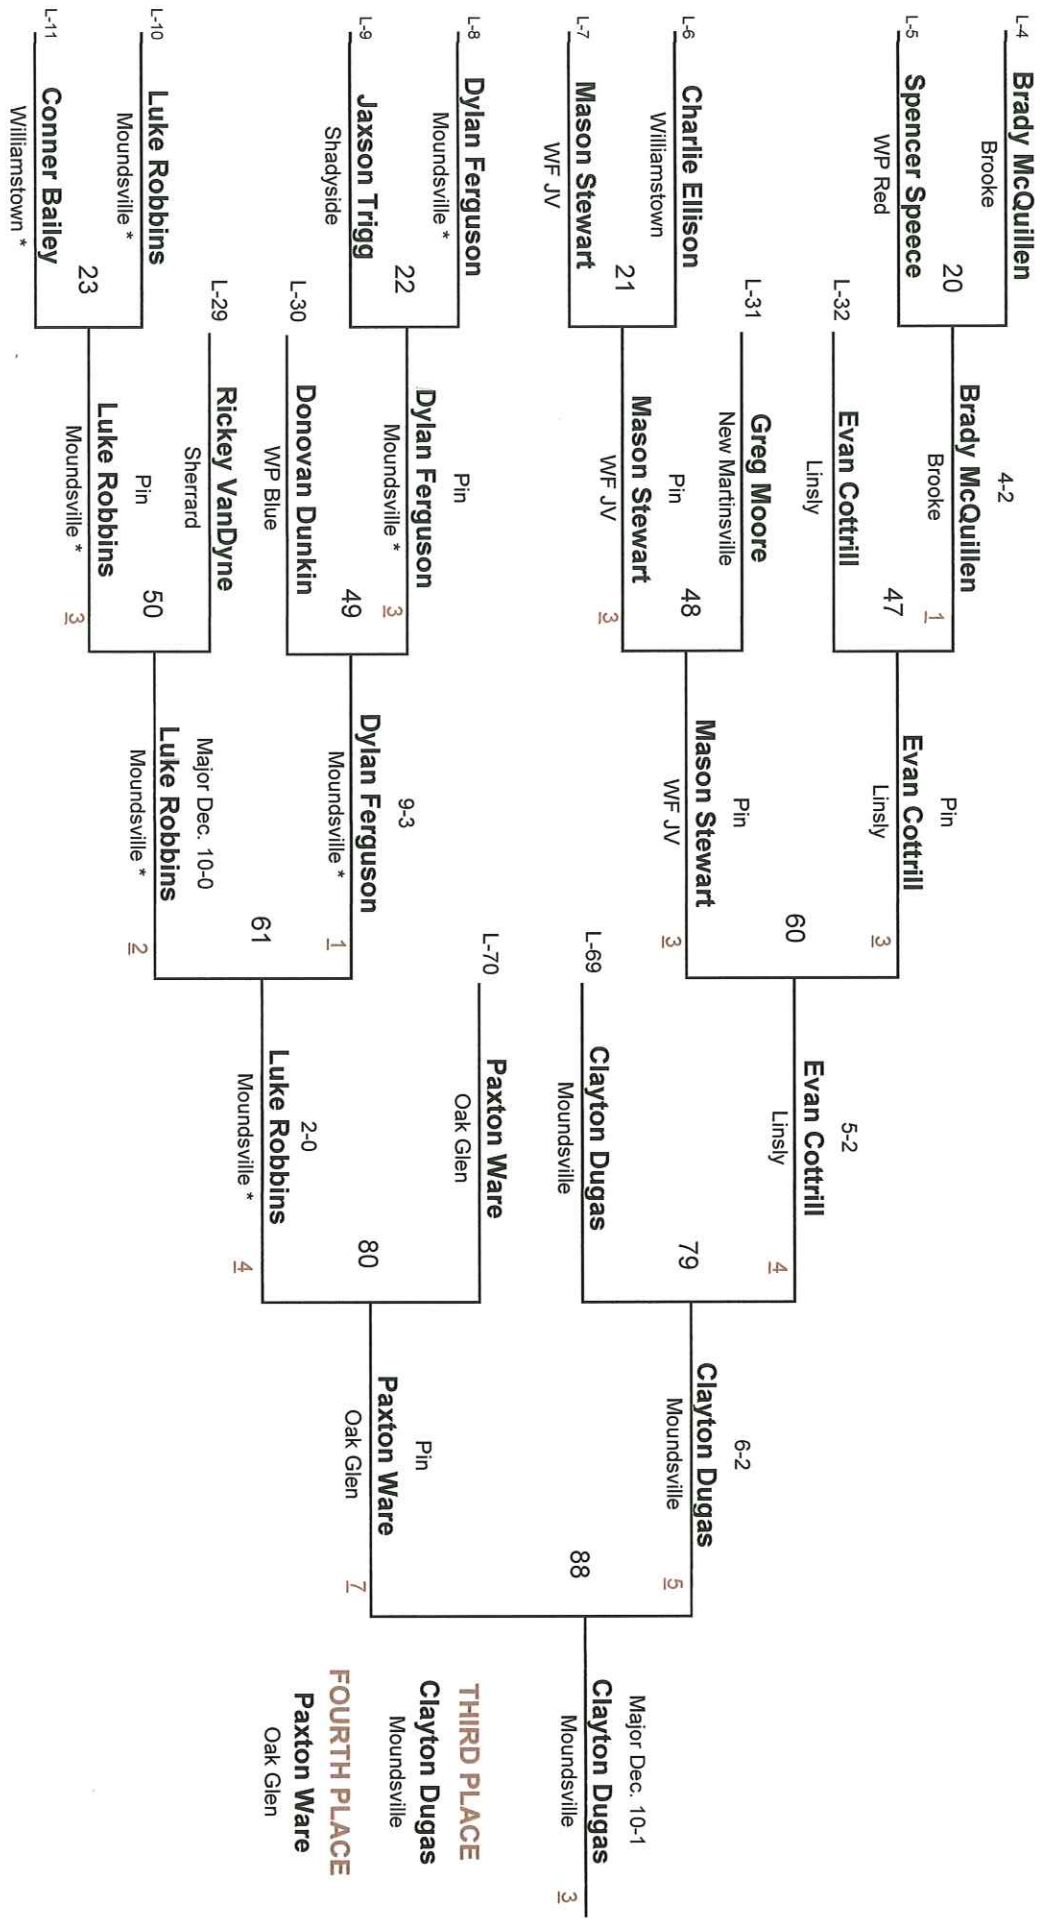 L-4
Brady McQuillen
Brooke
20
L-5
Spencer Speece
WP Red
L-6
Charlie Ellison
Williamstown
21
L-7
Mason Stewart
WF JV
L-8
Dylan Ferguson
Moundsville *
22
L-9
Jaxson Trigg
Shadyside
L-10
Luke Robbins
Moundsville *
23
L-11
Conner Bailey
Williamstown *
4-2
Brady McQuillen
Brooke
1
47
L-32
Evan Cottrill
Linsly
L-31
Greg Moore
New Martinsville
48
Pin
Mason Stewart
WF JV
3
Pin
Dylan Ferguson
Moundsville *
3
49
L-30
Donovan Dunkin
WP Blue
L-29
Rickey VanDyne
Sherrard
50
Pin
Luke Robbins
Moundsville *
3
Pin
Evan Cottrill
Linsly
3
60
Pin
Mason Stewart
WF JV
3
9-3
Dylan Ferguson
Moundsville *
1
61
Major Dec. 10-0
Luke Robbins
Moundsville *
2
5-2
Evan Cottrill
Linsly
4
79
L-69
Clayton Dugas
Moundsville
L-70
Paxton Ware
Oak Glen
80
2-0
Luke Robbins
Moundsville *
4
6-2
Clayton Dugas
Moundsville
5
88
Pin
Paxton Ware
Oak Glen
7
Major Dec. 10-1
Clayton Dugas
Moundsville
3
THIRD PLACE
Clayton Dugas
Moundsville
FOURTH PLACE
Paxton Ware
Oak Glen